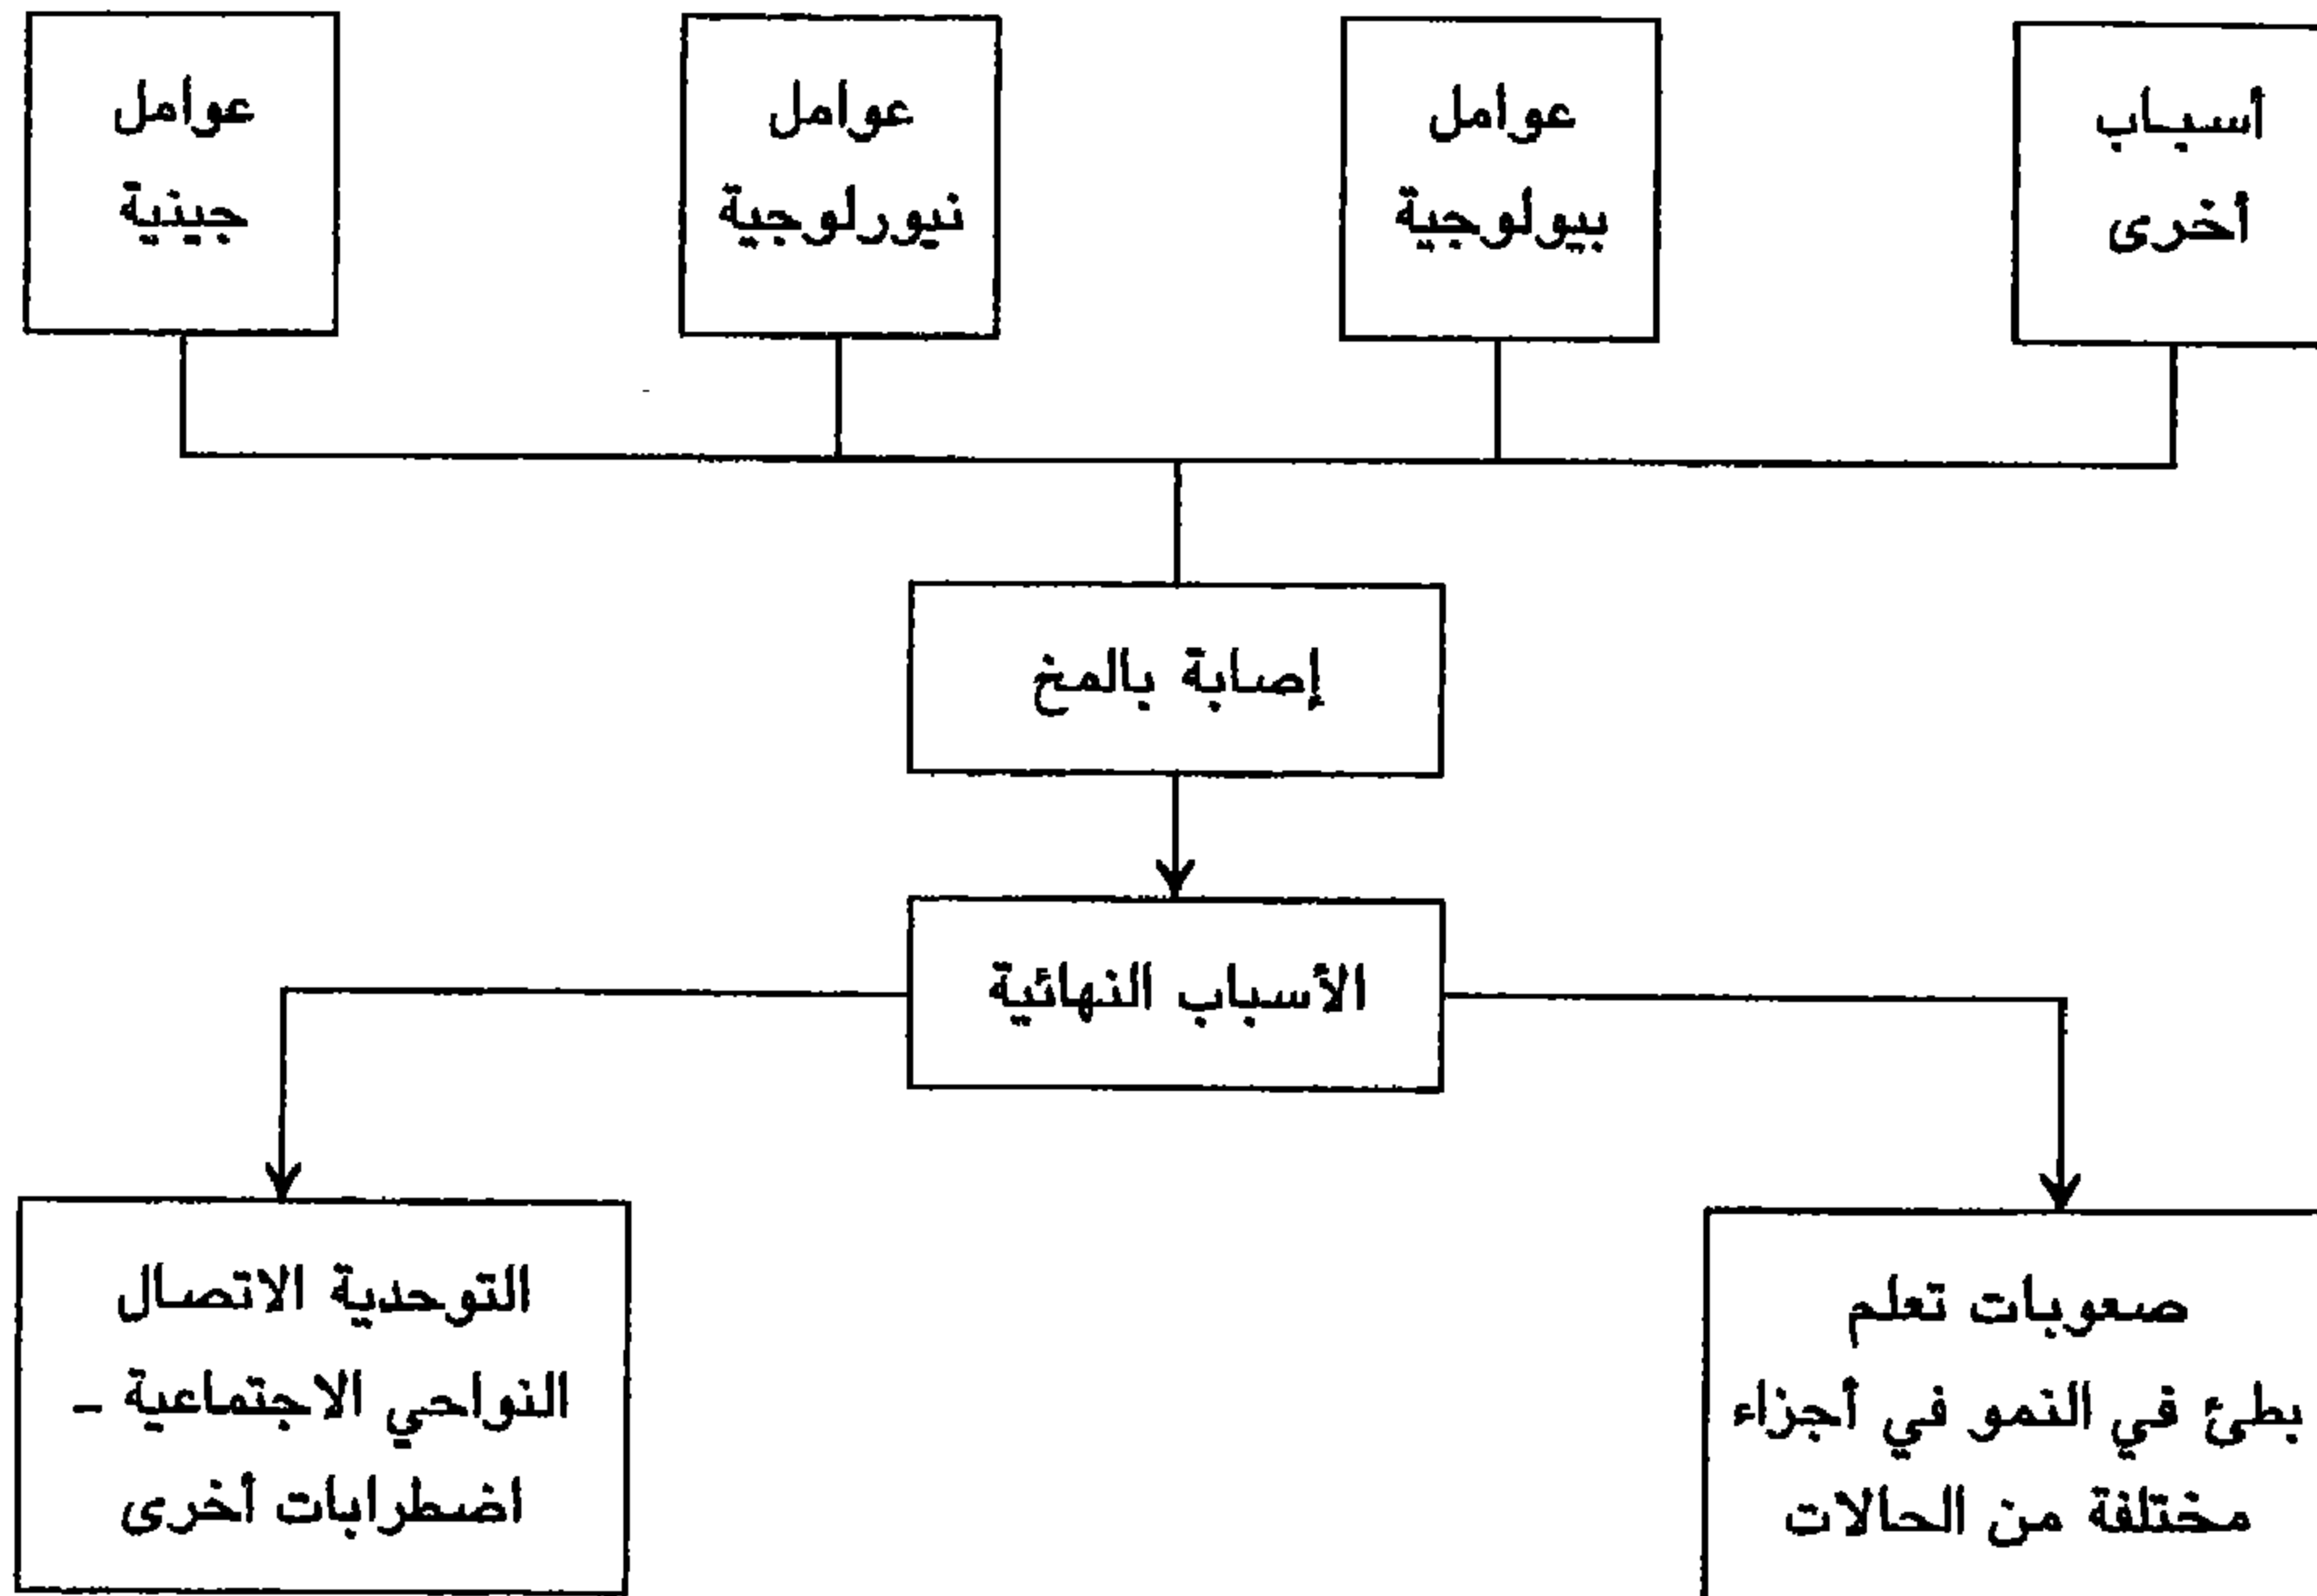 أسباب
أخرى
عوامل
بيولوجية
عوامل
نيورلوجية
عوامل
جينية
إصابة بالمخ
الأسباب النهائية
صعوبات تعلم
بطئ في النمو في أجزاء
مختلفة من الحالات
التوحدية الاتصال
النواحي الاجتماعية -
اضطرابات أخرى